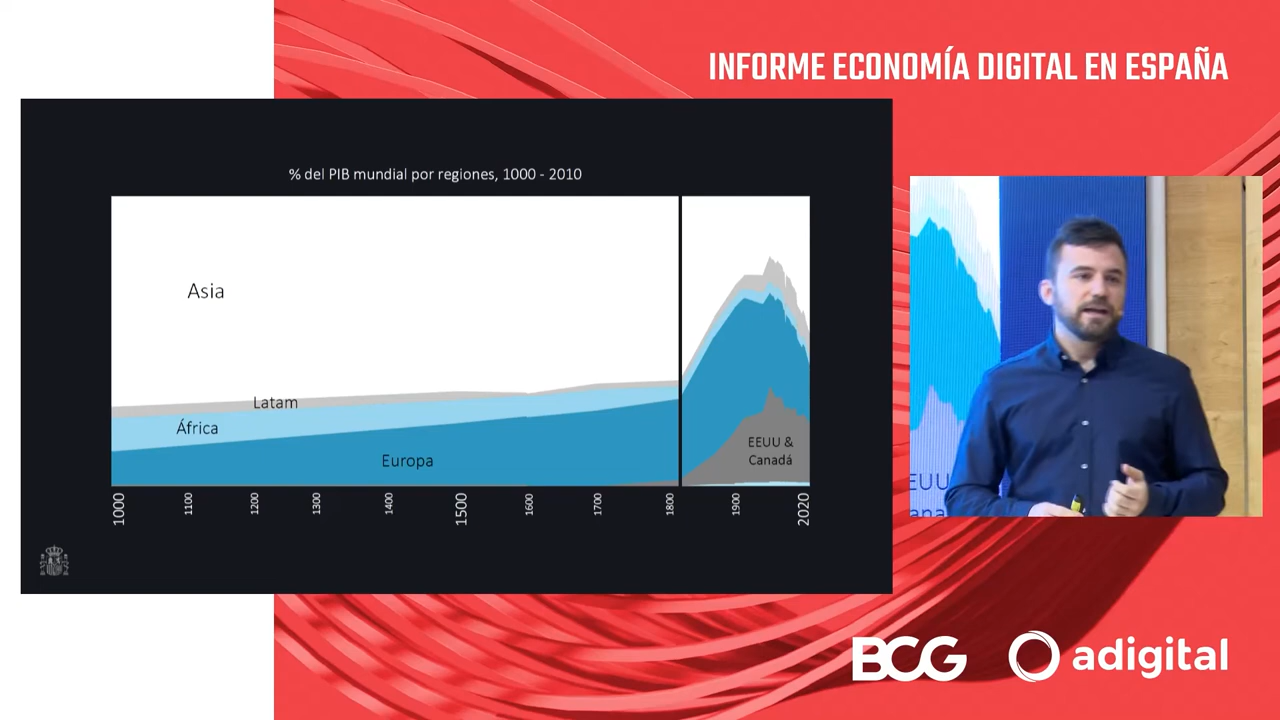 INFORME ECONOMÍA DIGITAL EN ESPAÑA
% del PIB mundial por regiones, 1000 - 2010
Asia
Latam
África
Europa
EEUU &
Canadá
1000
1100
1200
1300
1400
1500
1600
1700
1800
1900
2020
EEUU
BCG
adigital